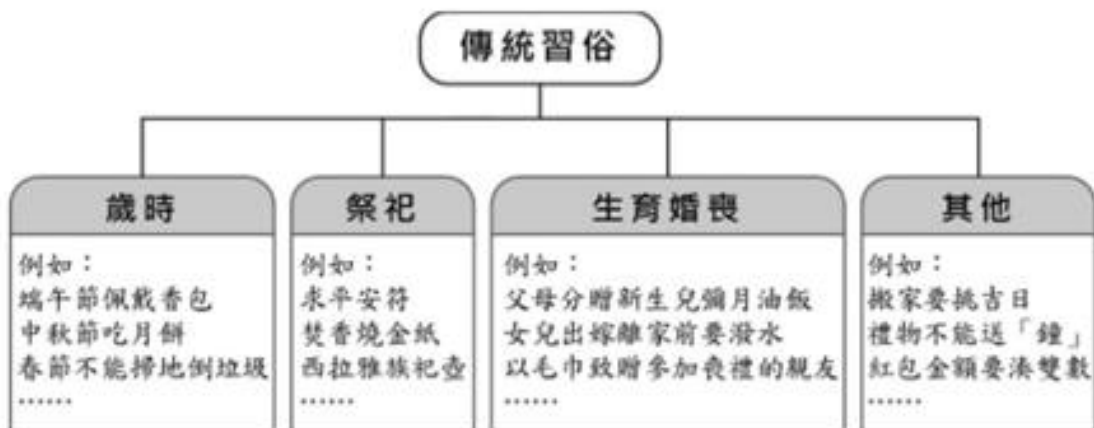 傳統習俗
歲時
例如：
端午節佩戴香包
中秋節吃月餅
春節不能掃地倒垃圾
……
祭祀
例如：
求平安符
焚香燒金紙
西拉雅族祀壺
……
生育婚喪
例如：
父母分贈新生兒彌月油飯
女兒出嫁離家前要潑水
以毛巾致贈參加喪禮的親友
……
其他
例如：
搬家要挑吉日
禮物不能送「鐘」
紅包金額要湊雙數
……